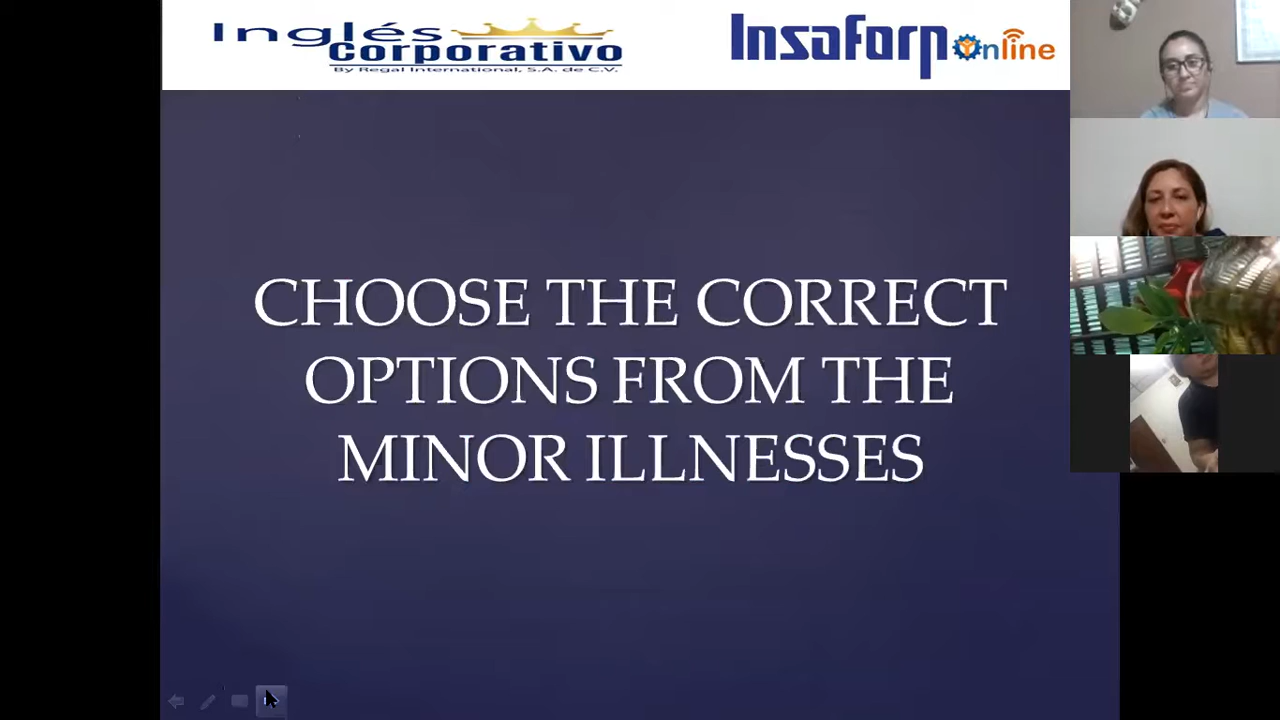 Inglés
Corporativo
By Regal International, S.A. de C.V.
Insaforp Online
CHOOSE THE CORRECT
OPTIONS FROM THE
MINOR ILLNESSES